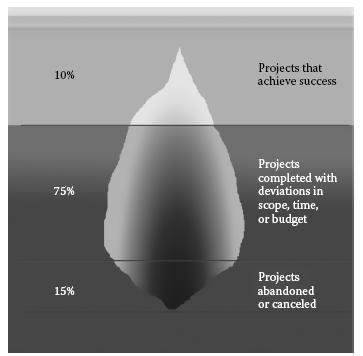 10%
Projects that
achieve success
75%
Projects
completed with
deviations in
scope, time,
or budget
15%
Projects
abandoned
or canceled